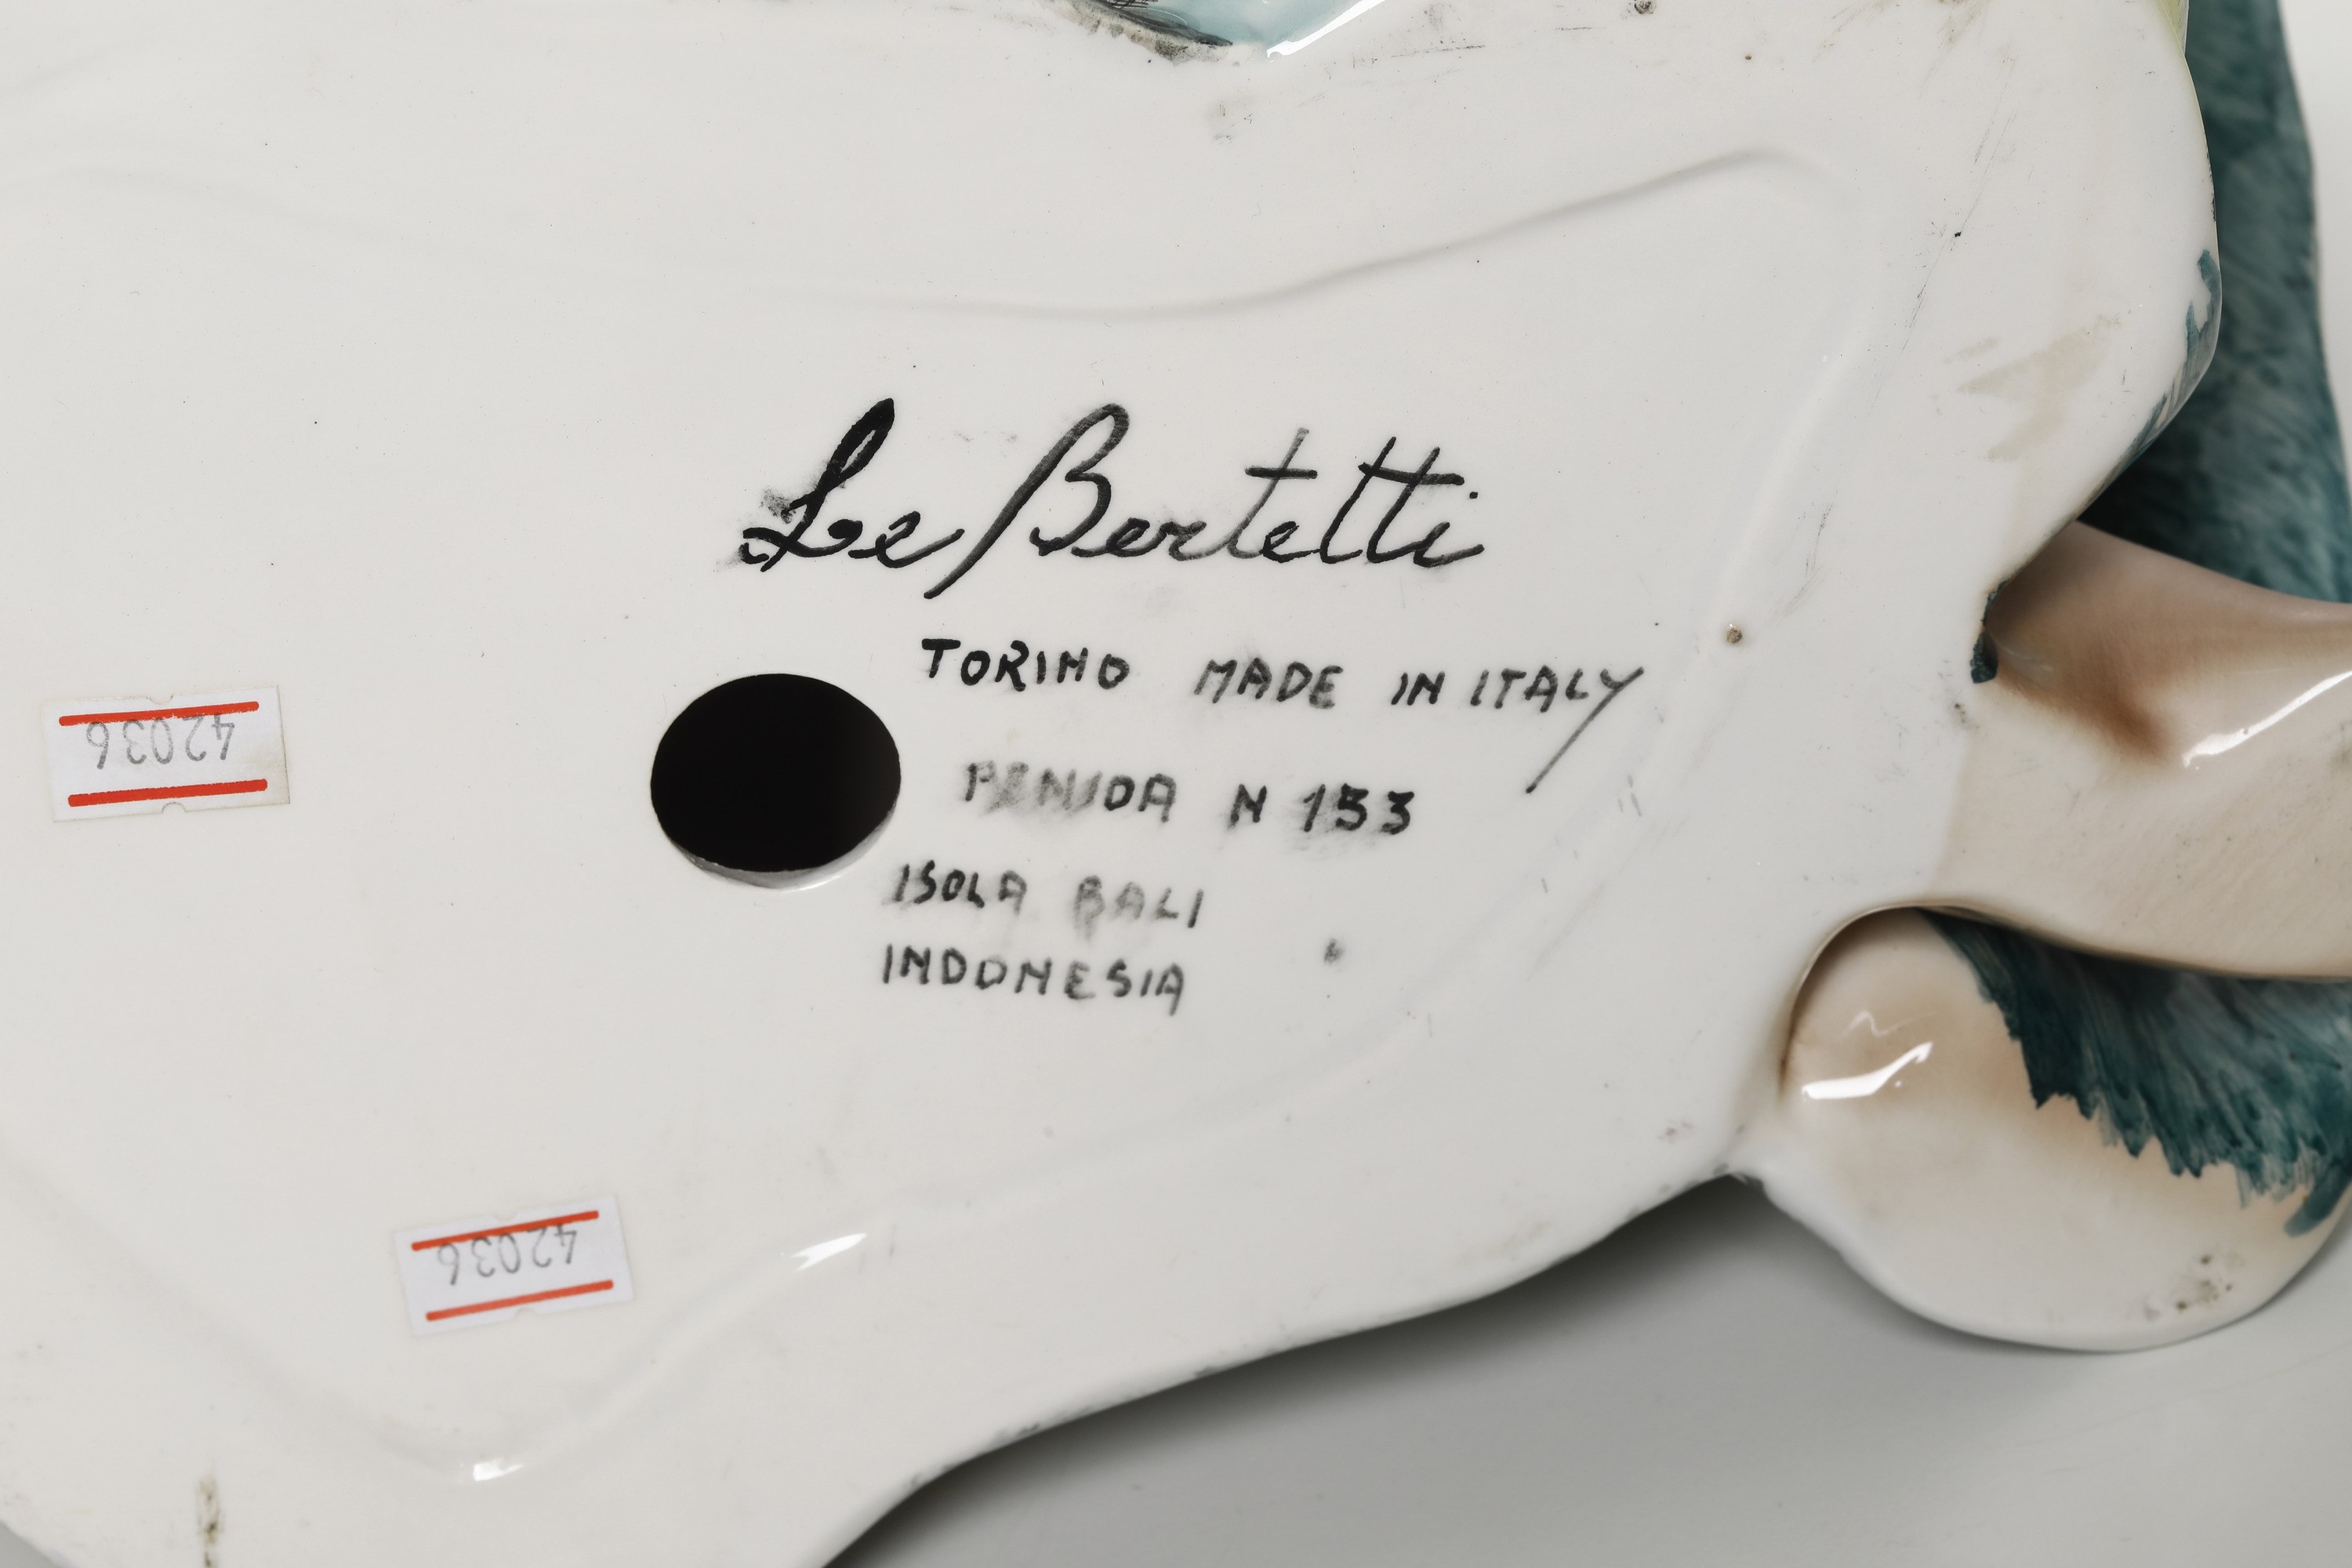 Le Bertetti
TORINO MADE IN ITALY
PENIDA N 153
ISOLA BALI
INDONESIA
42036
42036